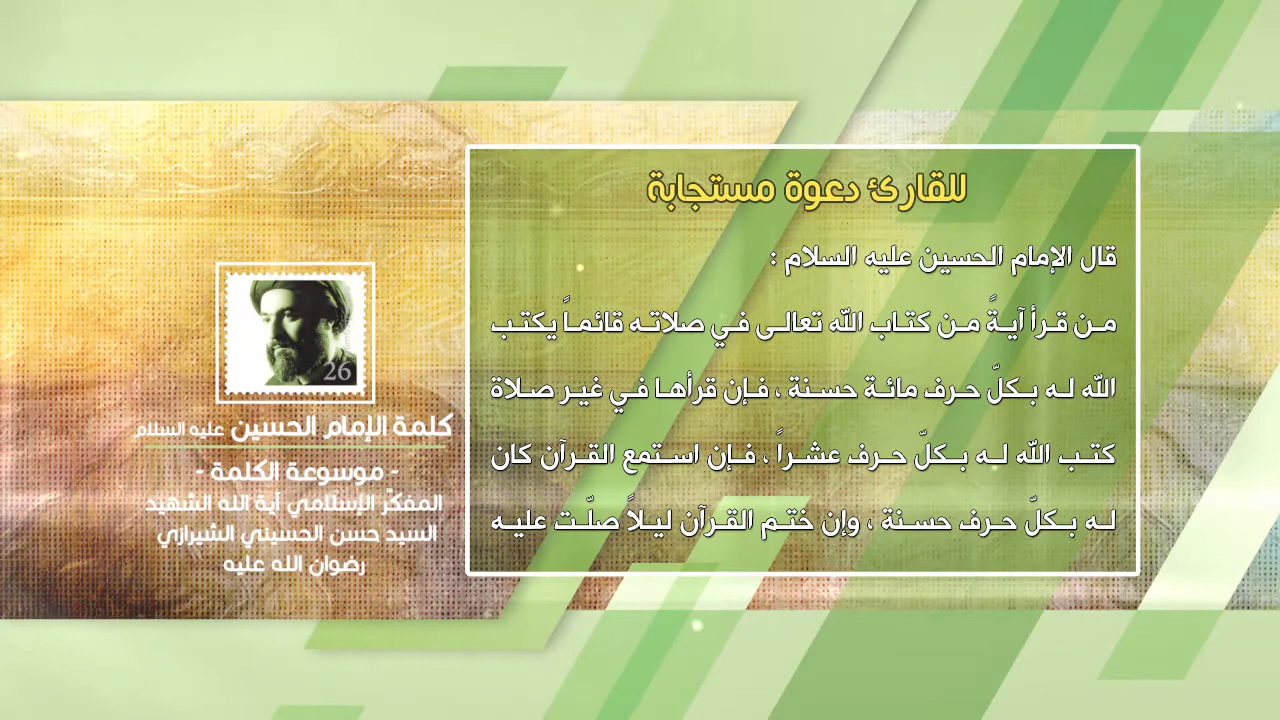 للقارئ دعوة مستجابة
قال الإمام الحسين عليه السلام :
من قرأ آيةً من كتاب الله تعالى في صلاته قائماً يكتب
الله له بكلّ حرف مائة حسنة ، فإن قرأها في غير صلاة
كتب الله له بكلّ حرف عشراً ، فإن استمع القرآن كان
له بكلّ حرف حسنة ، وإن ختم القرآن ليلاً صلّت عليه
26
كلمة الإمام الحسين عليه السلام
- موسوعة الكلمة -
المفكّر الإسلامي آية الله الشهيد
السيد حسن الحسيني الشيرازي
رضوان الله عليه